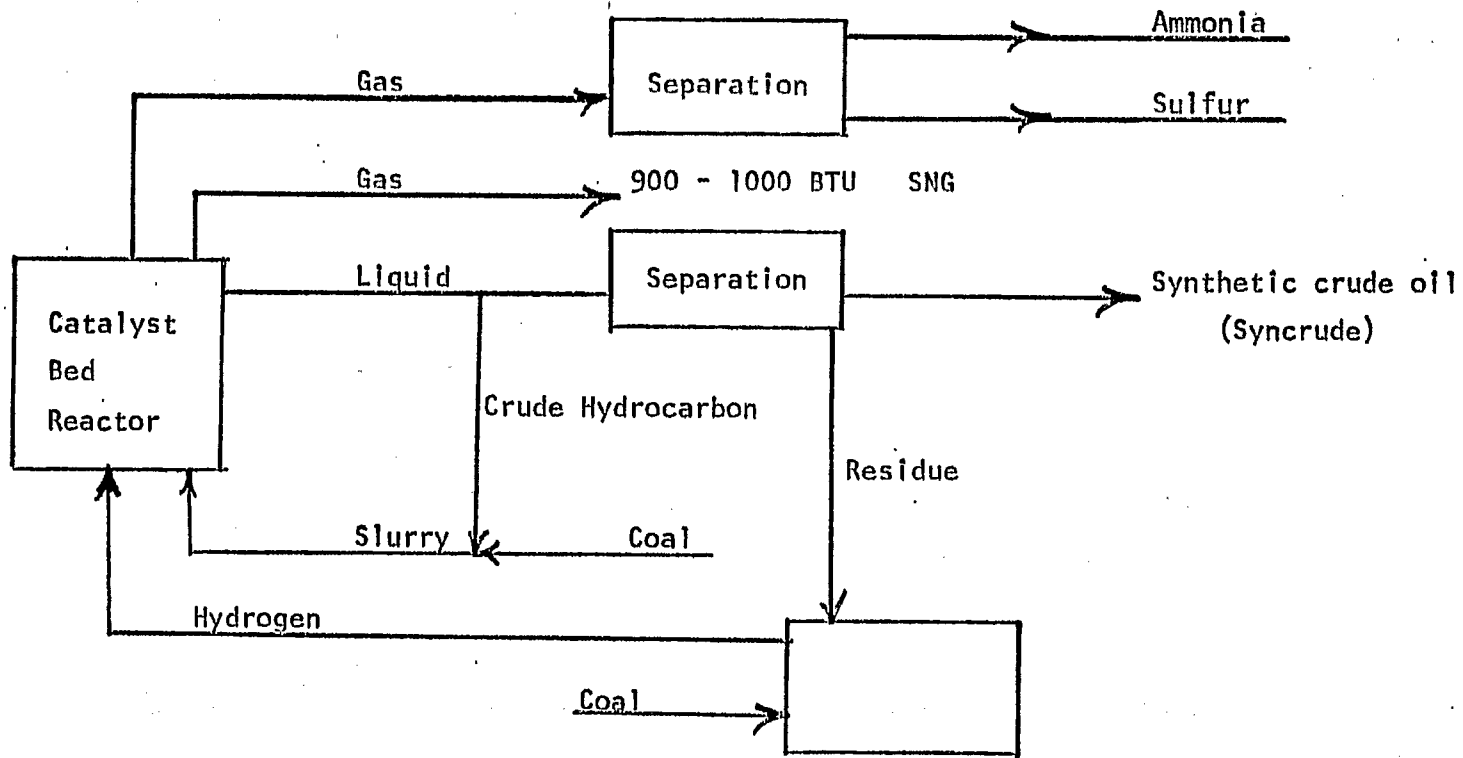 Ammonia
Gas
Separation
Sulfur
Gas
900 - 1000 BTU SNG
Liquid
Separation
Synthetic crude oil
(Syncrude)
Catalyst
Bed
Reactor
Crude Hydrocarbon
Residue
Slurry
Coal
Hydrogen
Coal